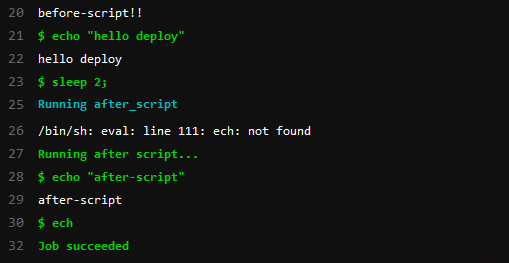 20 before-script!!
21 $ echo "hello deploy"
22 hello deploy
23 $ sleep 2;
25 Running after_script
26 /bin/sh: eval: line 111: ech: not found
27 Running after script...
28 $ echo "after-script"
29 after-script
30 $ ech
32 Job succeeded